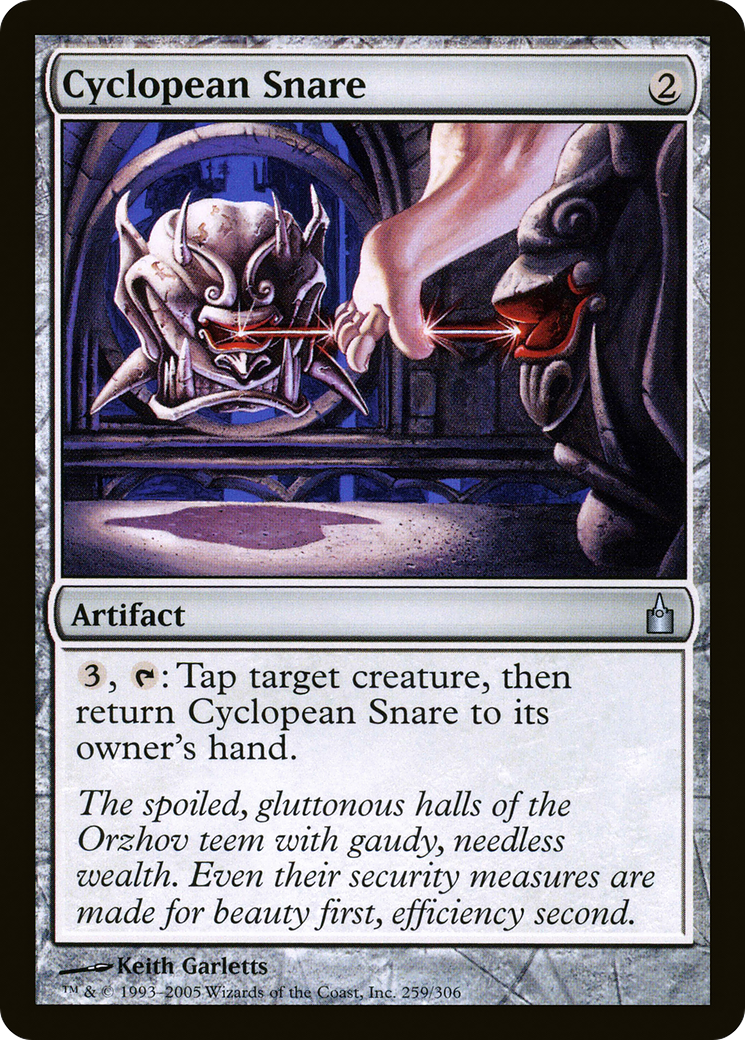 Cyclopean Snare 2
Artifact
3, : Tap target creature, then
return Cyclopean Snare to its
owner's hand.
The spoiled, gluttonous halls of the
Orzhov teem with gaudy, needless
wealth. Even their security measures are
made for beauty first, efficiency second.
Keith Garletts
™ & © 1993–2005 Wizards of the Coast, Inc. 259/306